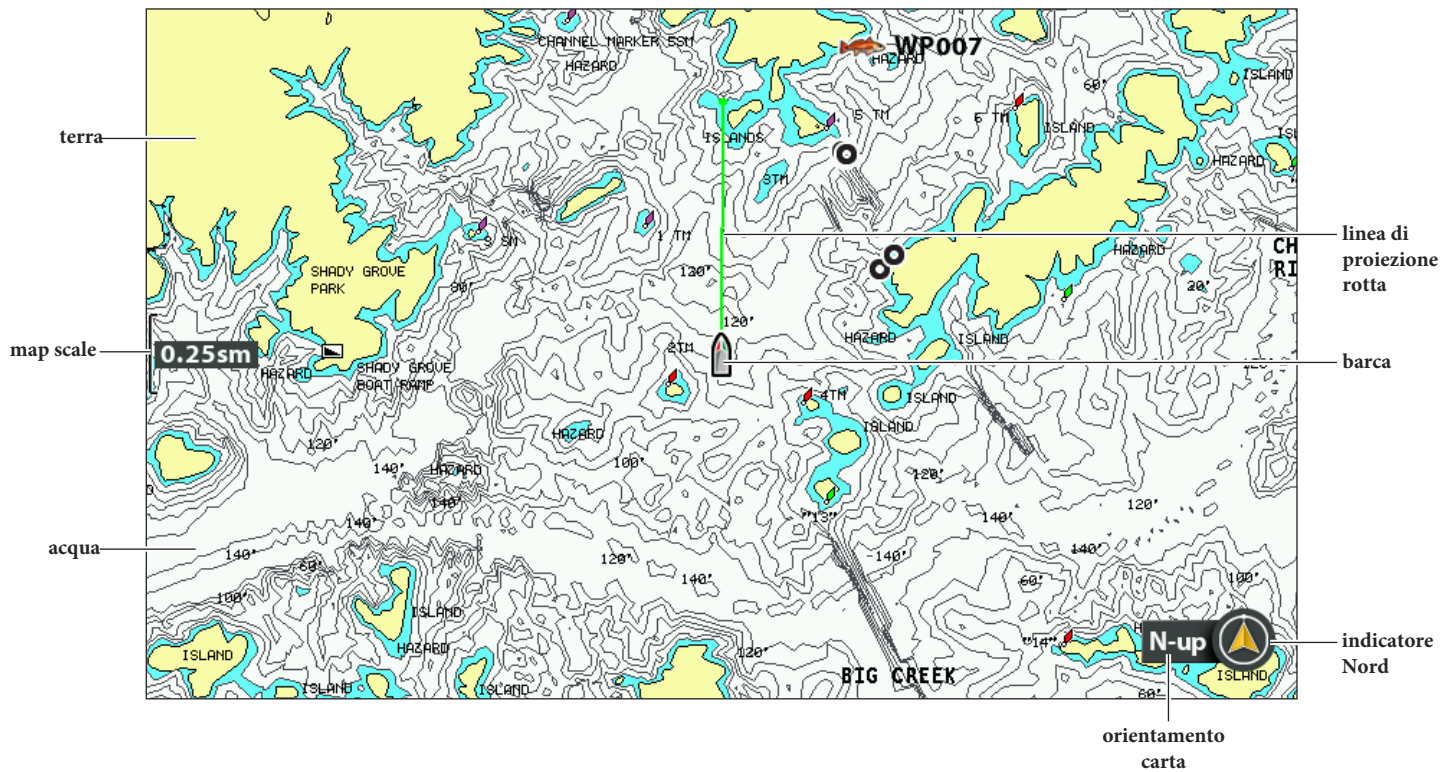 CHANNEL MARKER 5SM
HAZARD
WP007
HAZARD
ISLAND
60'
terra
ISLANDS
5 TM
6 TM
ISLAND
HAZARD
3TM
3 SM
1 TM
linea di
proiezione
rotta
HAZARD
CH
RI
SHADY GROVE
PARK
120'
80'
20'
map scale
0.25sm
120'
2TM
HAZARD
ISLAND
barca
HAZARD
SHADY GROVE
BOAT RAMP
4TM
ISLAND
ISLAND
HAZARD
120'
100'
140'
HAZARD
120'
140'
140'
"13"
140'
120'
acqua
140'
60'
120'
140'
140'
140'
60'
100'
100'
ISLAND
HAZARD
"14"
N-up
indicatore
Nord
ISLAND
120'
BIG CREEK
ISLAND
ISLAND
ISLAND
60'
orientamento
carta